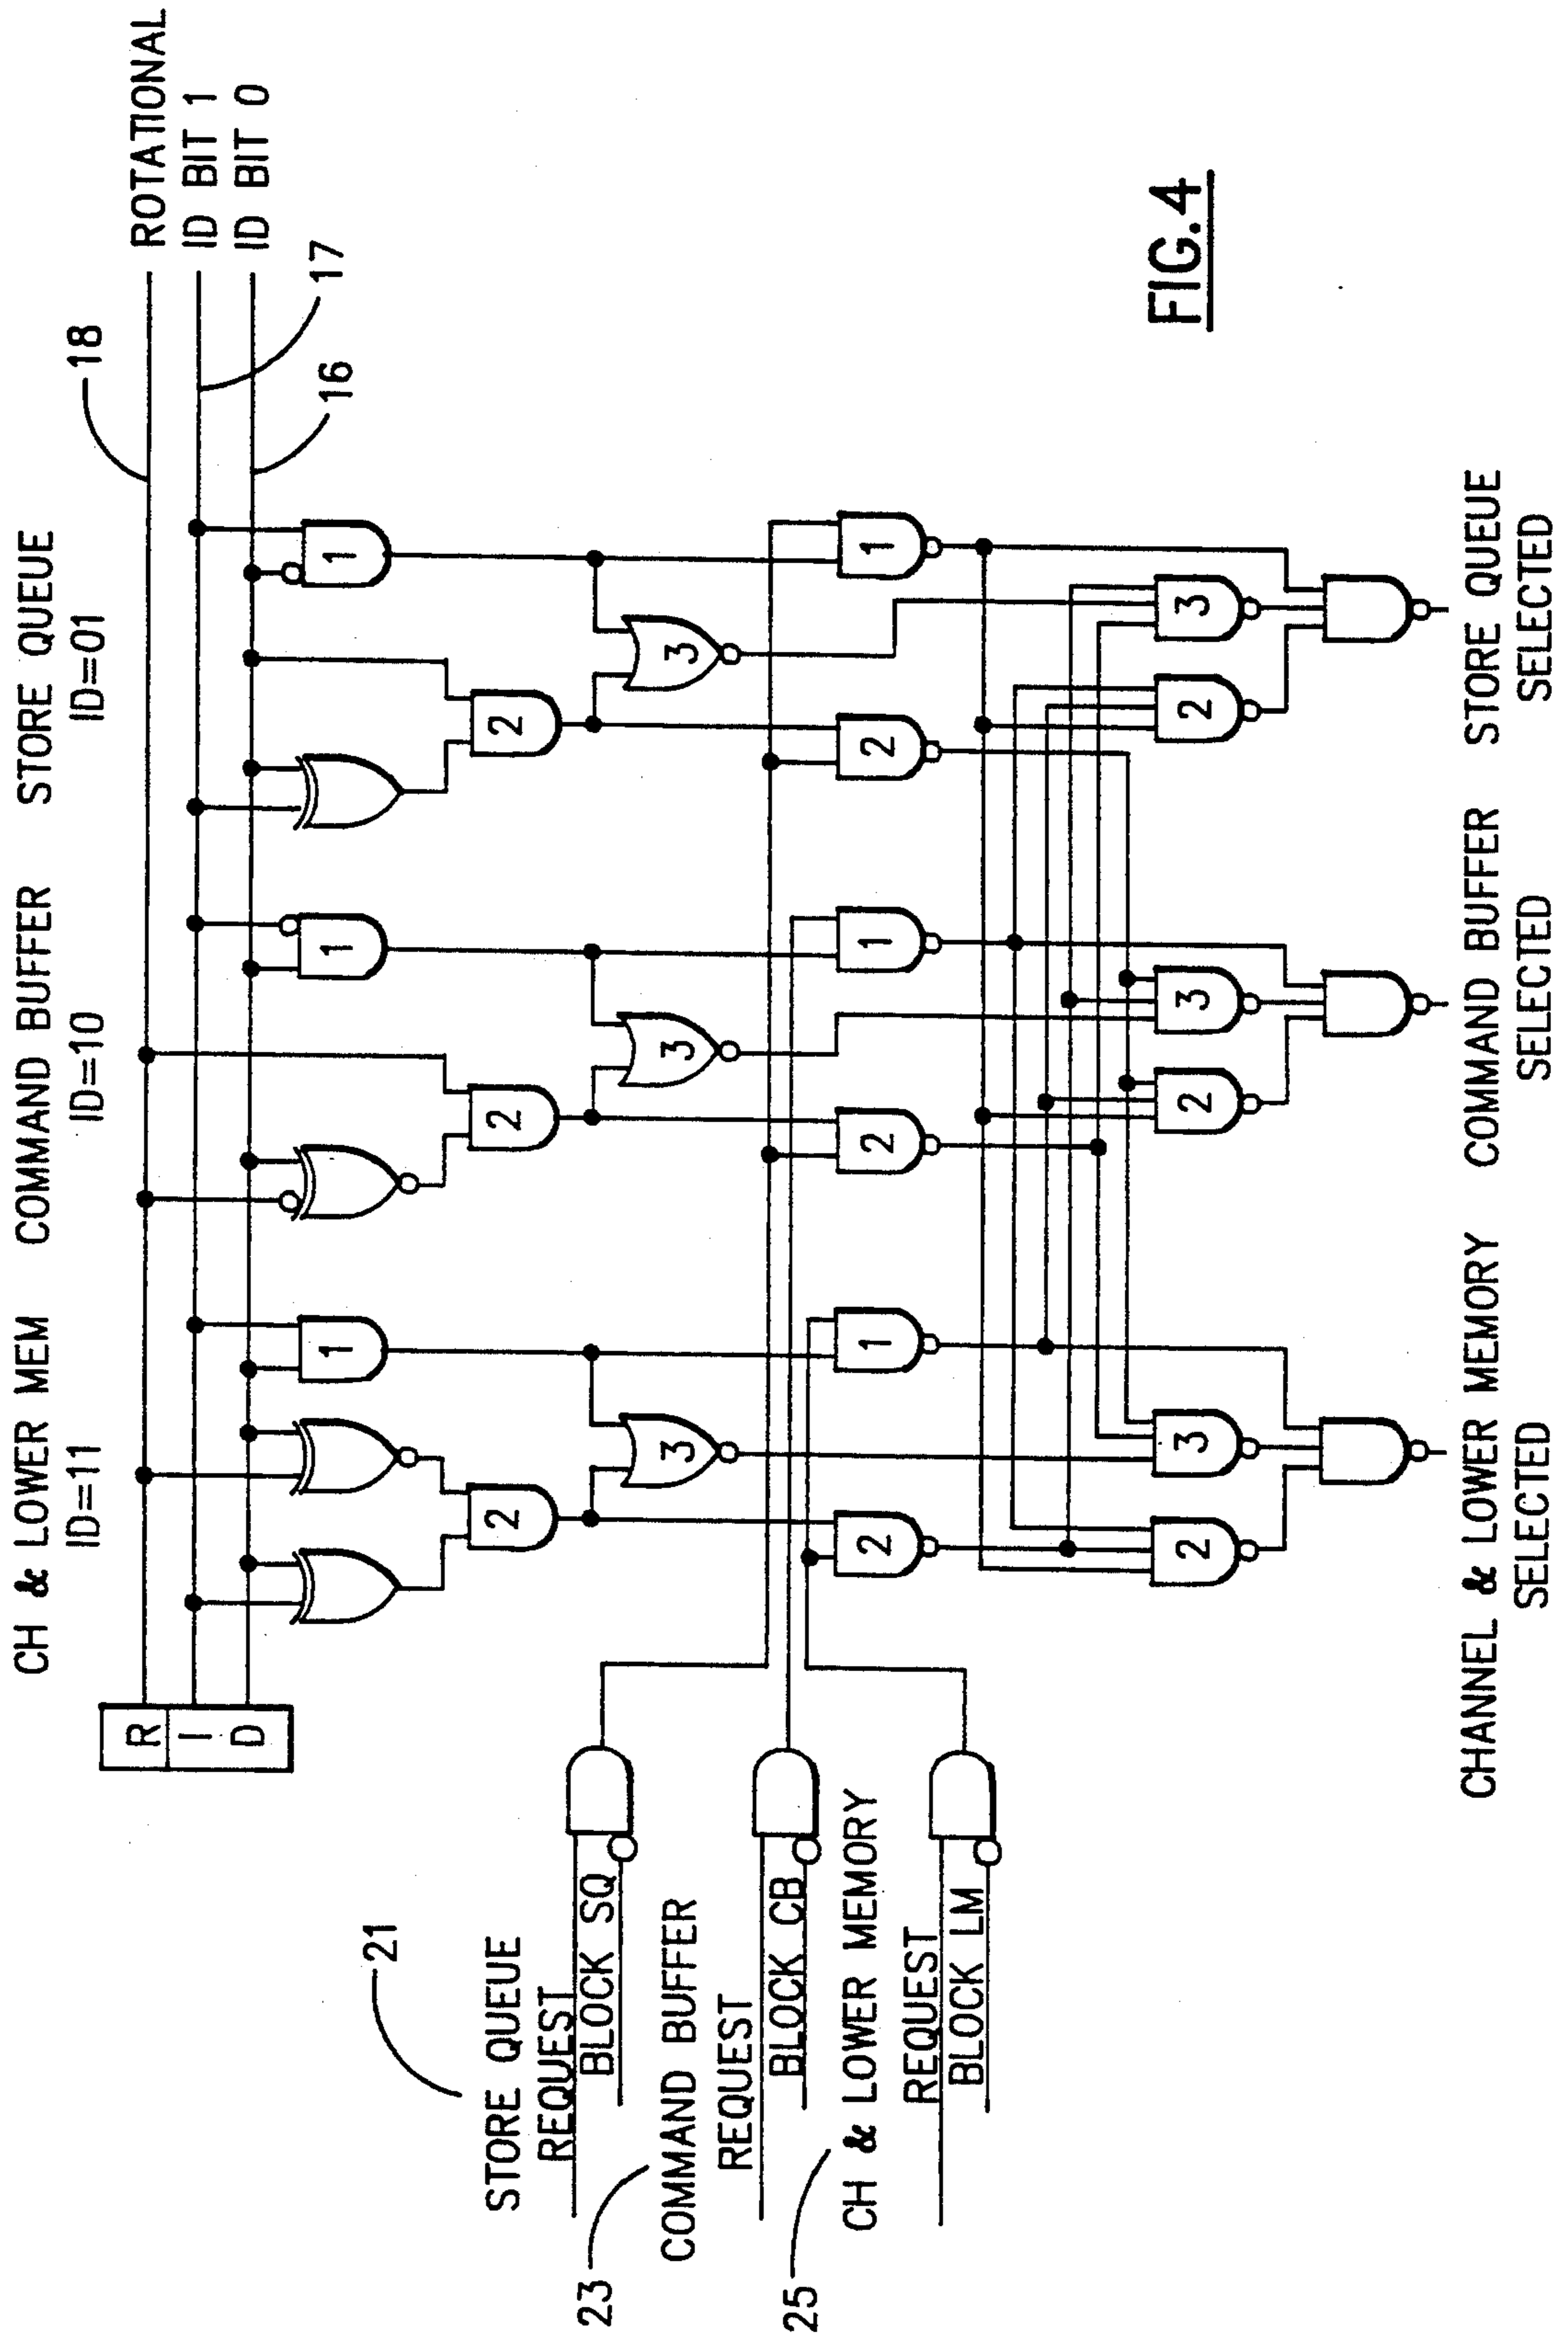 CH & LOWER MEM
ID=11
COMMAND BUFFER
ID=10
STORE QUEUE
ID=01
18
ROTATIONAL
ID BIT 1
ID BIT 0
17
16
R
I
D
1
2
3
1
2
3
1
2
3
21
STORE QUEUE
REQUEST
BLOCK SQ
23
COMMAND BUFFER
REQUEST
BLOCK CB
25
CH & LOWER MEMORY
REQUEST
BLOCK LM
2
1
2
1
2
1
2
3
2
3
2
3
CHANNEL & LOWER MEMORY
SELECTED
COMMAND BUFFER
SELECTED
STORE QUEUE
SELECTED
FIG.4